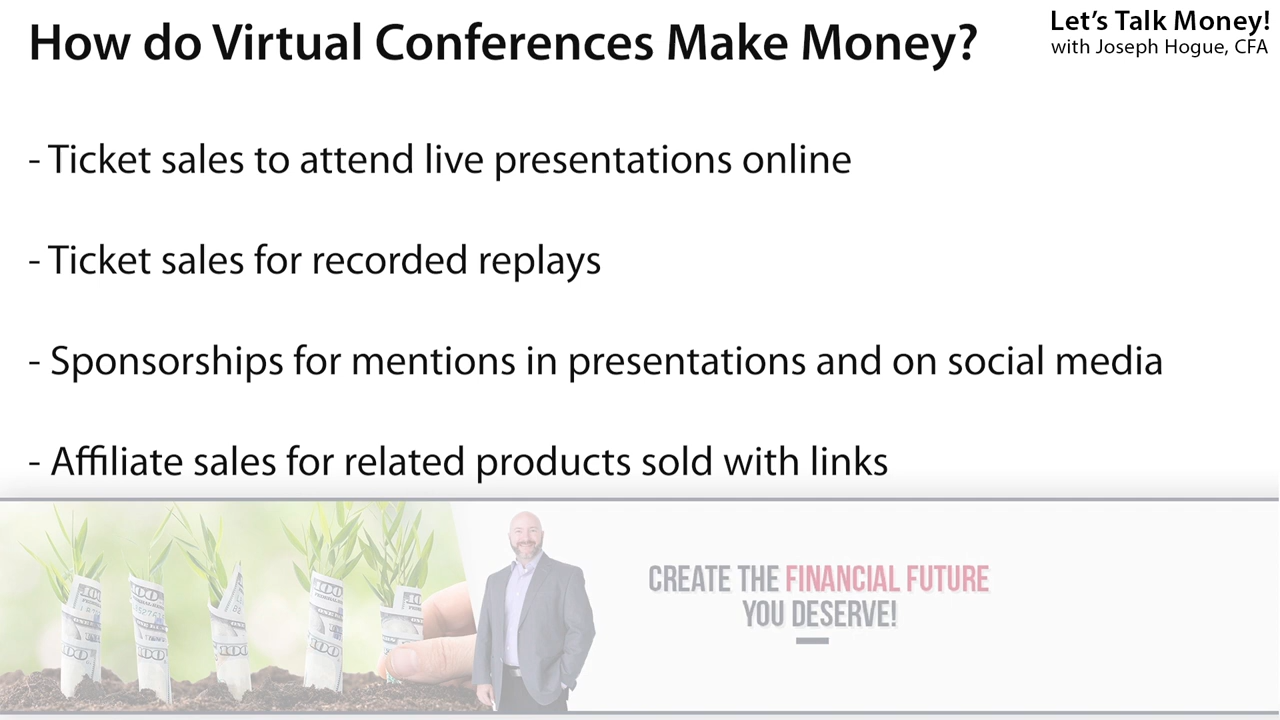 How do Virtual Conferences Make Money?
Let's Talk Money!
with Joseph Hogue, CFA
- Ticket sales to attend live presentations online
- Ticket sales for recorded replays
- Sponsorships for mentions in presentations and on social media
- Affiliate sales for related products sold with links
CREATE THE FINANCIAL FUTURE
YOU DESERVE!